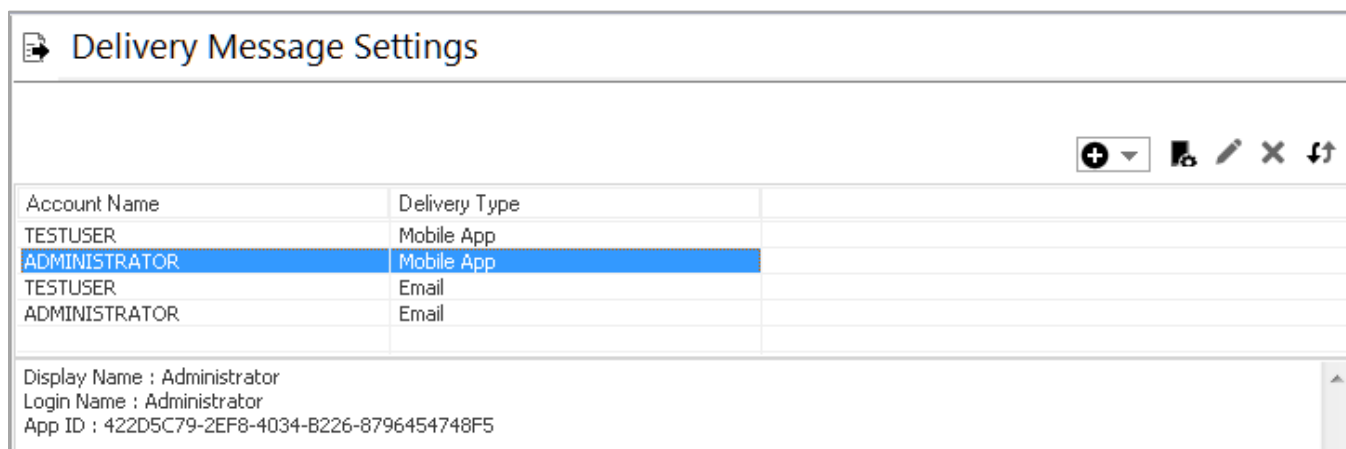 Delivery Message Settings
Account Name Delivery Type
TESTUSER Mobile App
ADMINISTRATOR Mobile App
TESTUSER Email
ADMINISTRATOR Email
Display Name : Administrator
Login Name : Administrator
App ID : 422D5C79-2EF8-4034-B226-8796454748F5